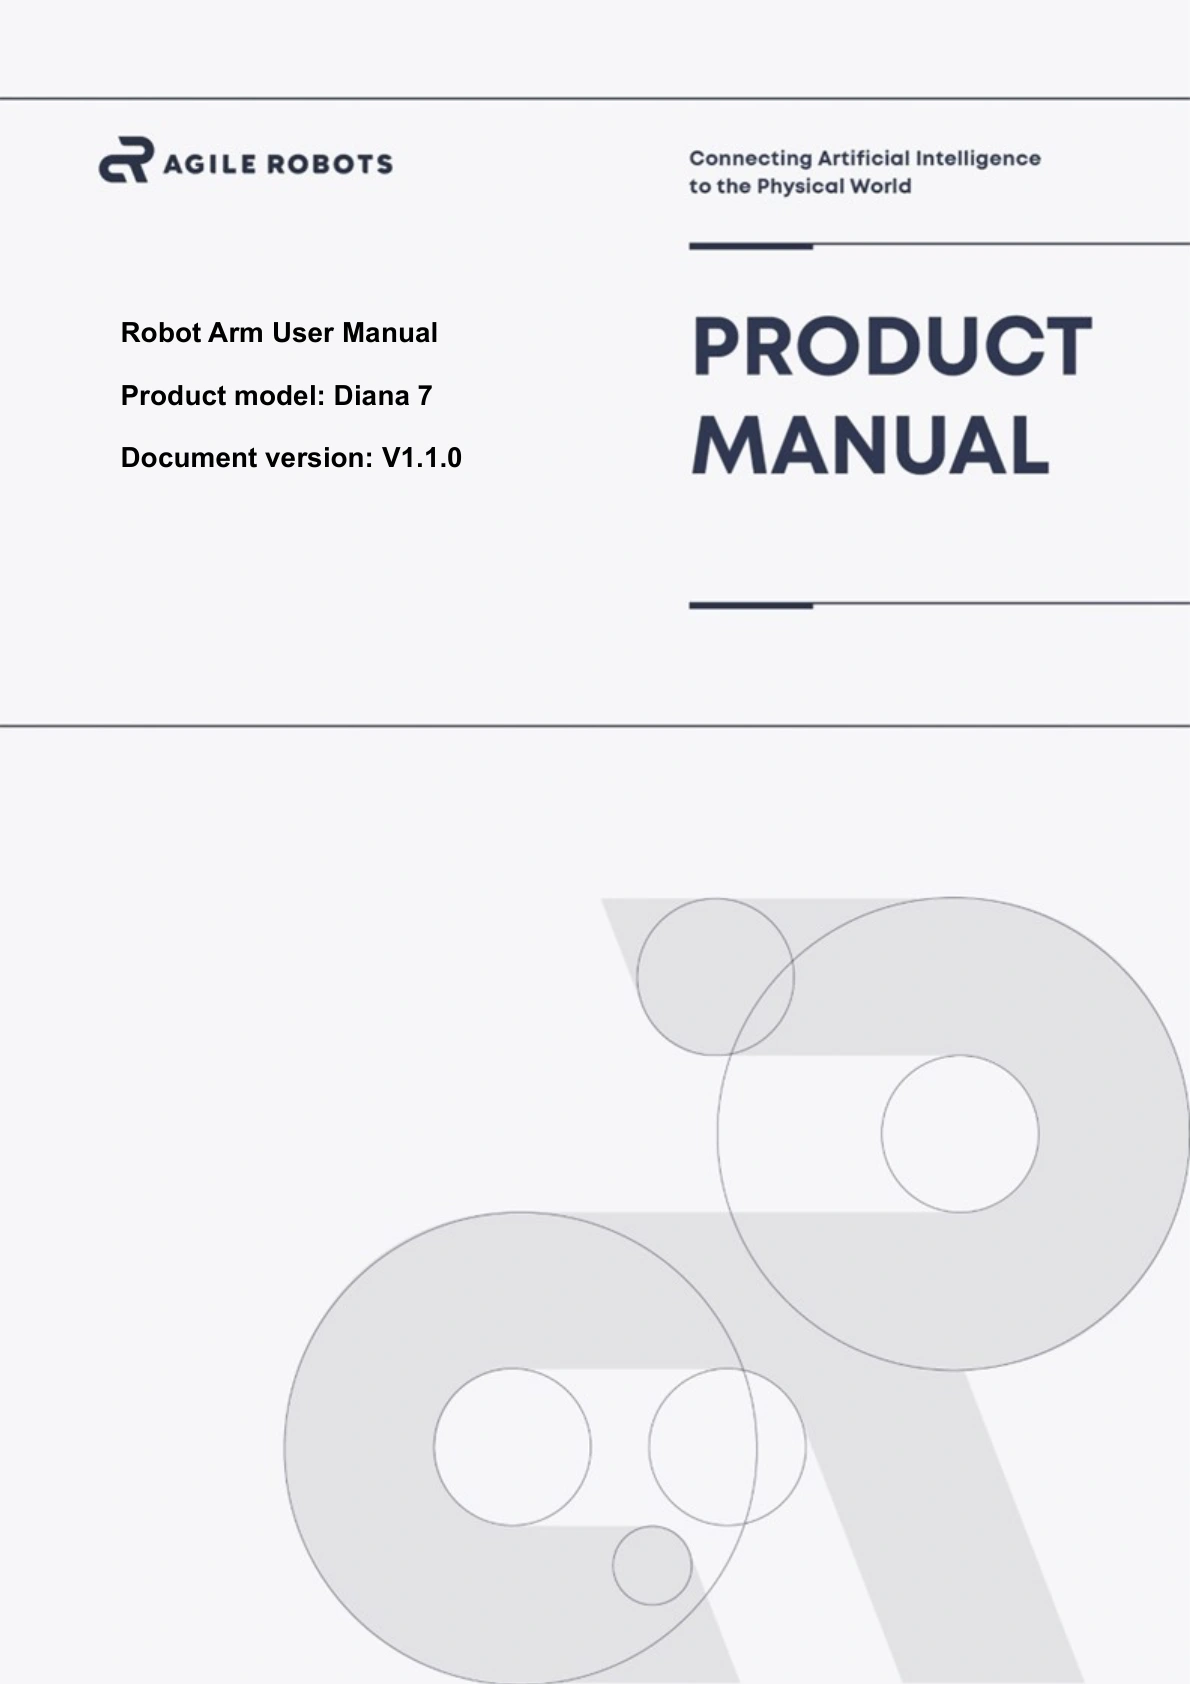 AGILE ROBOTS
Connecting Artificial Intelligence
to the Physical World
Robot Arm User Manual
Product model: Diana 7
Document version: V1.1.0
PRODUCT
MANUAL